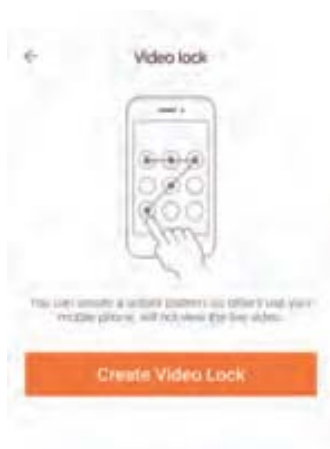 Video lock
You can create a unlock pattern so others use your
mobile phone, will not view the live video.
Create Video Lock